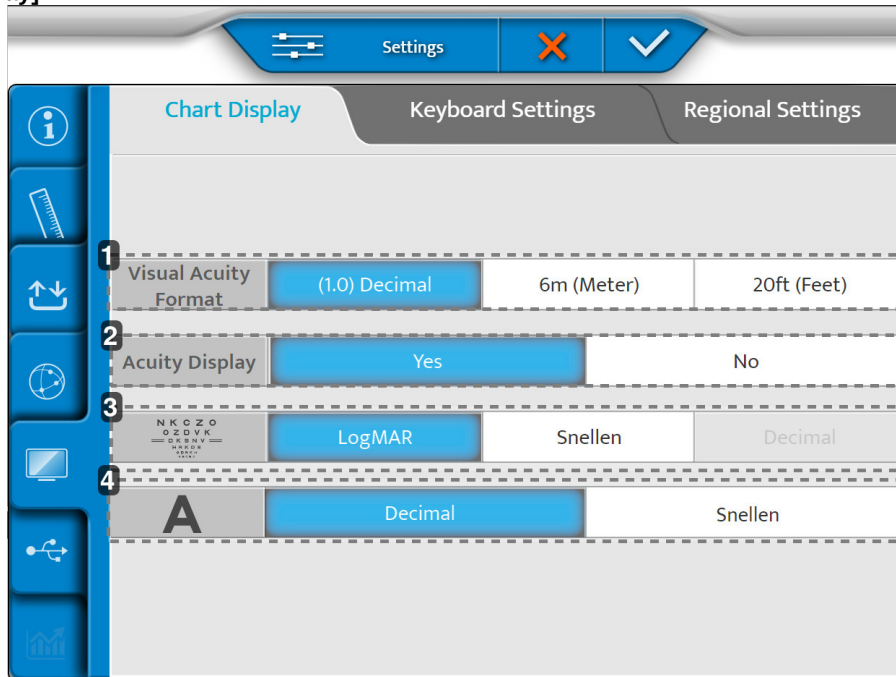 ay]
Settings
Chart Display
Keyboard Settings
Regional Settings
1
Visual Acuity
Format
(1.0) Decimal
6m (Meter)
20ft (Feet)
2
Acuity Display
Yes
No
3
N K C Z O
O Z D V K
D K S N V
LogMAR
Snellen
Decimal
4
A
Decimal
Snellen